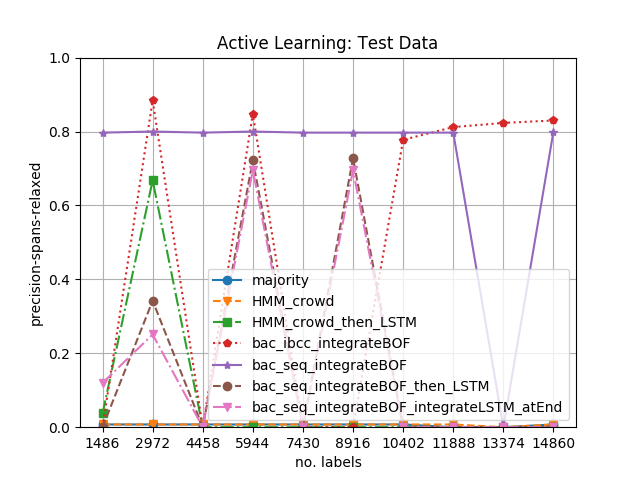 Active Learning: Test Data
1.0
0.8
0.6
0.4
0.2
0.0
precision-spans-relaxed
majority
HMM_crowd
HMM_crowd_then_LSTM
bac_ibcc_integrateBOF
bac_seq_integrateBOF
bac_seq_integrateBOF_then_LSTM
bac_seq_integrateBOF_integrateLSTM_atEnd
1486 2972 4458 5944 7430 8916 10402 11888 13374 14860
no. labels